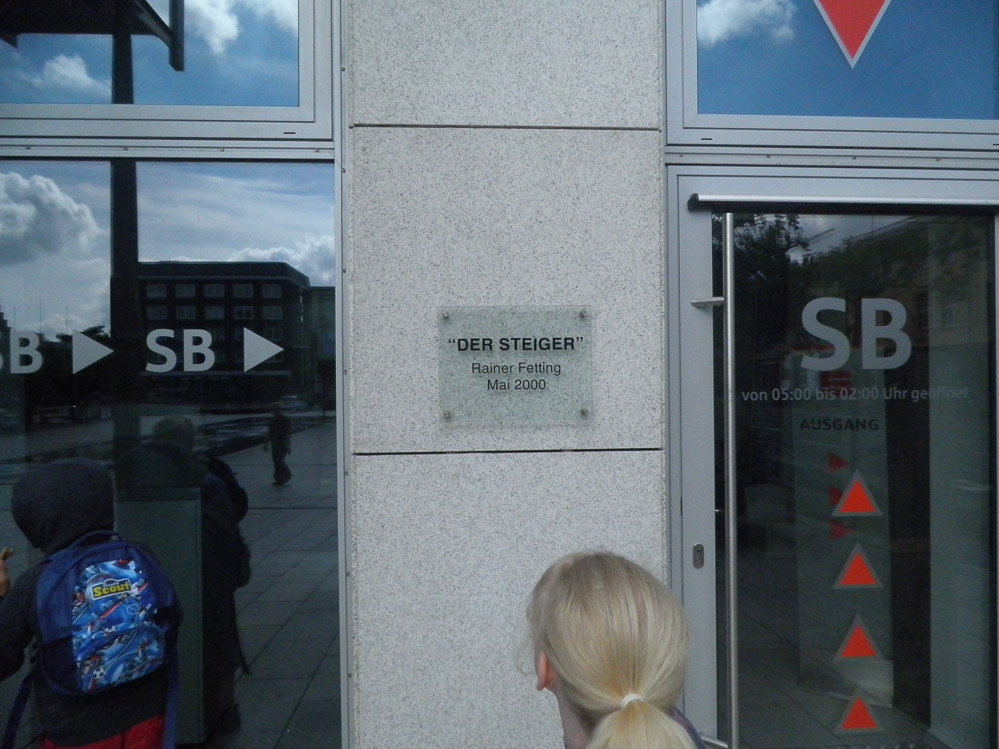 SB
SB
"DER STEIGER"
Rainer Fetting
Mai 2000
SB
von 05:00 bis 02:00 Uhr geöffnet
AUSGANG
Scout